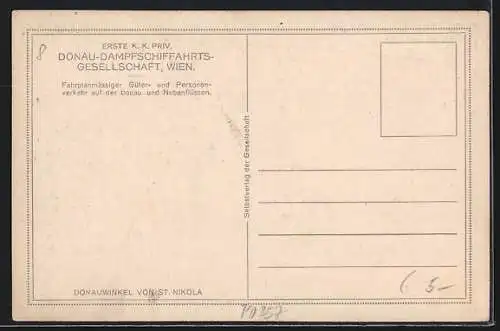 8
ERSTE K. K. PRIV.
DONAU-DAMPFSCHIFFAHRTS-
GESELLSCHAFT, WIEN.
Fahrplanmässiger Güter- und Personen-
verkehr auf der Donau und Nebenflüssen.
Selbstverlag der Gesellschaft
DONAUWINKEL VON ST. NIKOLA
5-